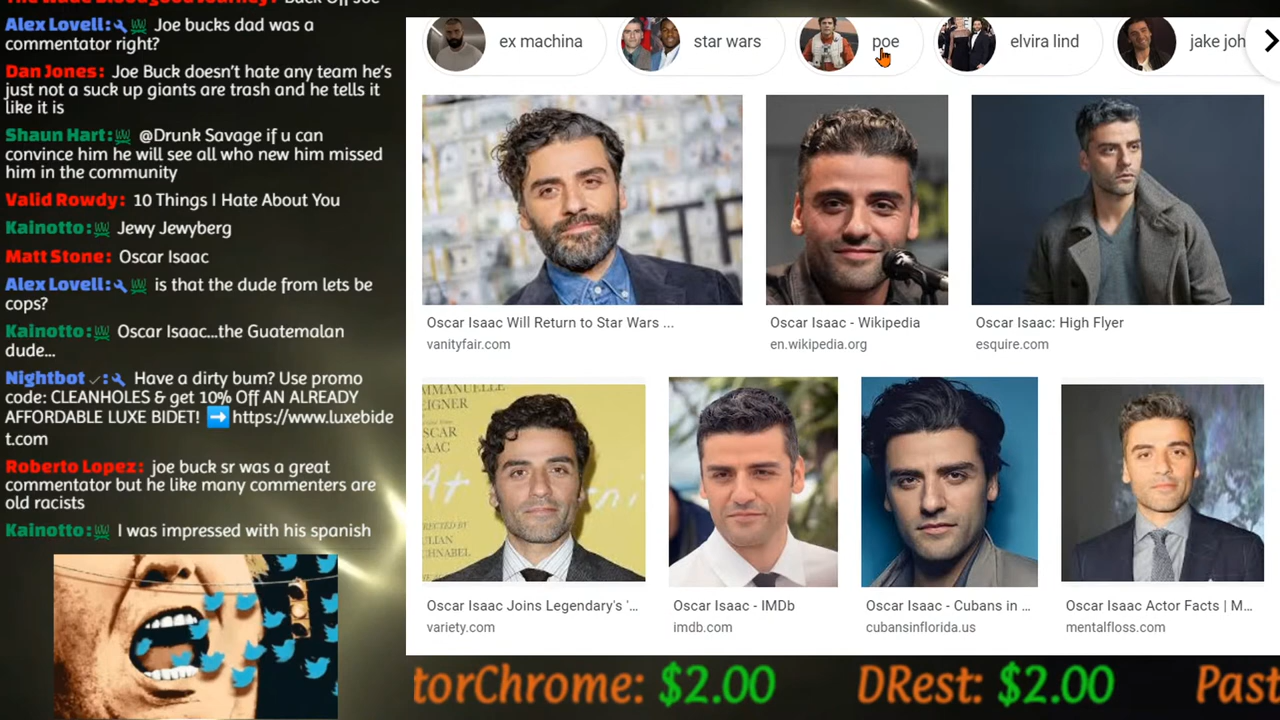 The Nude Bloodgood Journey: Back Off Joe
Alex Lovell: Joe bucks dad was a
commentator right?
Dan Jones: Joe Buck doesn’t hate any team he’s
just not a suck up giants are trash and he tells it
like it is
Shaun Hart: @Drunk Savage if u can
convince him he will see all who new him missed
him in the community
Valid Rowdy: 10 Things I Hate About You
Kainotto: Jewy Jewyberg
Matt Stone: Oscar Isaac
Alex Lovell: is that the dude from lets be
cops?
Kainotto: Oscar Isaac...the Guatemalan
dude...
Nightbot ✓: Have a dirty bum? Use promo
code: CLEANHOLES & get 10% Off AN ALREADY
AFFORDABLE LUXE BIDET! ➡ https://www.luxebide
t.com
Roberto Lopez: joe buck sr was a great
commentator but he like many commenters are
old racists
Kainotto: I was impressed with his spanish
ex machina
star wars
poe
elvira lind
jake joh
Oscar Isaac Will Return to Star Wars ...
vanityfair.com
Oscar Isaac - Wikipedia
en.wikipedia.org
Oscar Isaac: High Flyer
esquire.com
Oscar Isaac Joins Legendary's '...
variety.com
Oscar Isaac - IMDb
imdb.com
Oscar Isaac - Cubans in ...
cubansinflorida.us
Oscar Isaac Actor Facts | M...
mentalfloss.com
torChrome: $2.00 DRest: $2.00 Past